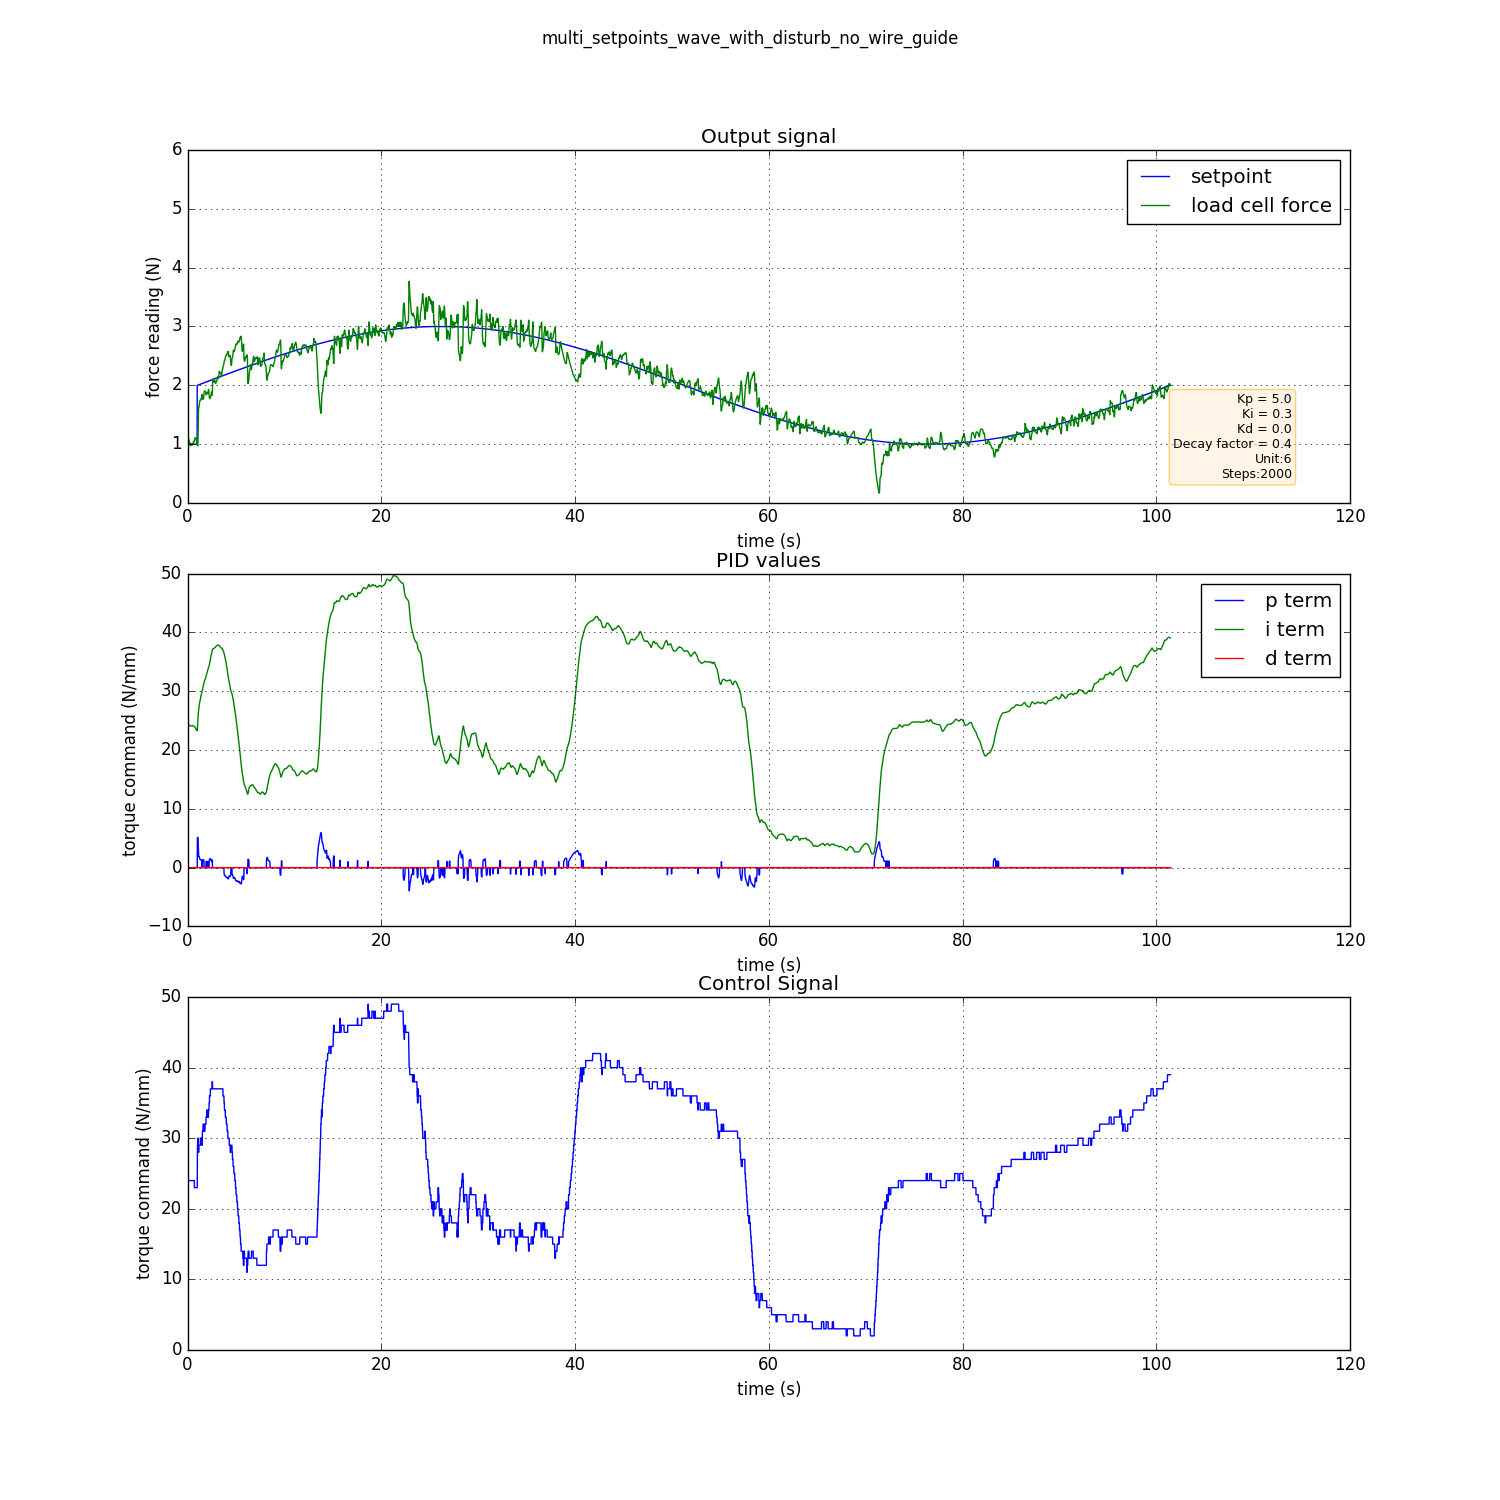 multi_setpoints_wave_with_disturb_no_wire_guide
Output signal
6
5
4
3
2
1
0
force reading (N)
setpoint
load cell force
Kp = 5.0
Ki = 0.3
Kd = 0.0
Decay factor = 0.4
Unit:6
Steps:2000
0 20 40 60 80 100 120
time (s)
PID values
50
40
30
20
10
0
−10
torque command (N/mm)
p term
i term
d term
0 20 40 60 80 100 120
time (s)
Control Signal
50
40
30
20
10
0
torque command (N/mm)
0 20 40 60 80 100 120
time (s)